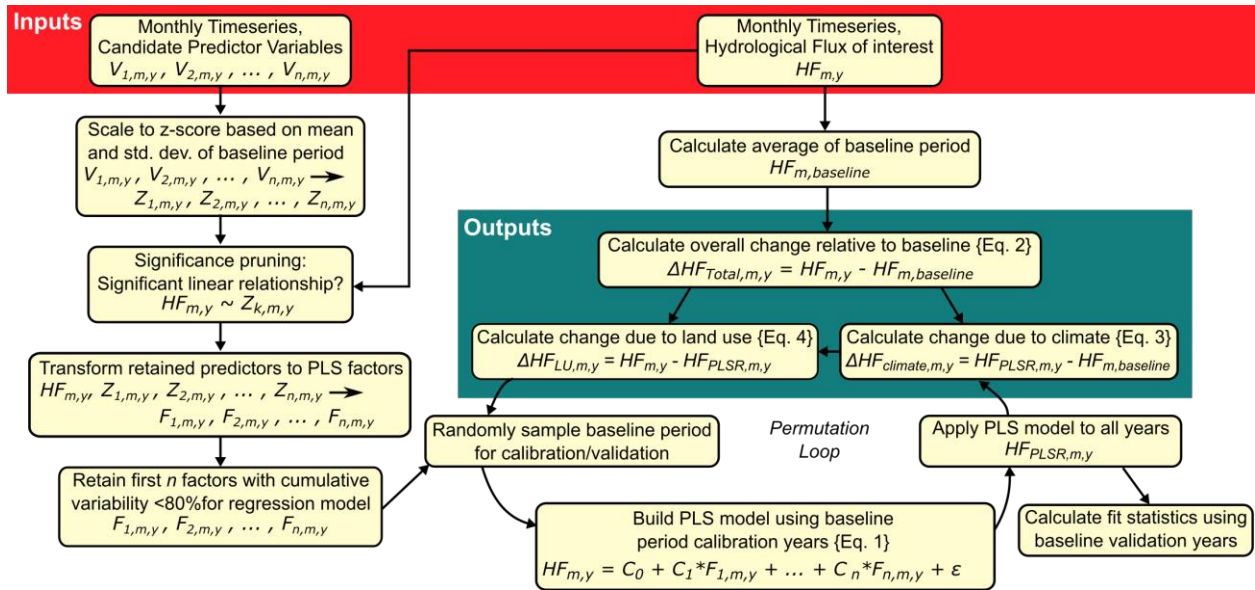 Inputs
Monthly Timeseries,
Candidate Predictor Variables
V1,m,y , V2,m,y , ... , Vn,m,y
Monthly Timeseries,
Hydrological Flux of interest
HFm,y
Scale to z-score based on mean
and std. dev. of baseline period
V1,m,y , V2,m,y , ... , Vn,m,y →
Z1,m,y , Z2,m,y , ... , Zn,m,y
Calculate average of baseline period
HFm,baseline
Significance pruning:
Significant linear relationship?
HFm,y ~ Zk,m,y
Outputs
Calculate overall change relative to baseline {Eq. 2}
ΔHFTotal,m,y = HFm,y - HFm,baseline
Calculate change due to land use {Eq. 4}
ΔHFLU,m,y = HFm,y - HFPLSR,m,y
Calculate change due to climate {Eq. 3}
ΔHFclimate,m,y = HFPLSR,m,y - HFm,baseline
Transform retained predictors to PLS factors
HFm,y, Z1,m,y , Z2,m,y , ... , Zn,m,y →
F1,m,y , F2,m,y , ... , Fn,m,y
Retain first n factors with cumulative
variability <80%for regression model
F1,m,y , F2,m,y , ... , Fn,m,y
Randomly sample baseline period
for calibration/validation
Permutation
Loop
Apply PLS model to all years
HFPLSR,m,y
Build PLS model using baseline
period calibration years {Eq. 1}
HFm,y = C0 + C1*F1,m,y + ... + Cn*Fn,m,y + ε
Calculate fit statistics using
baseline validation years